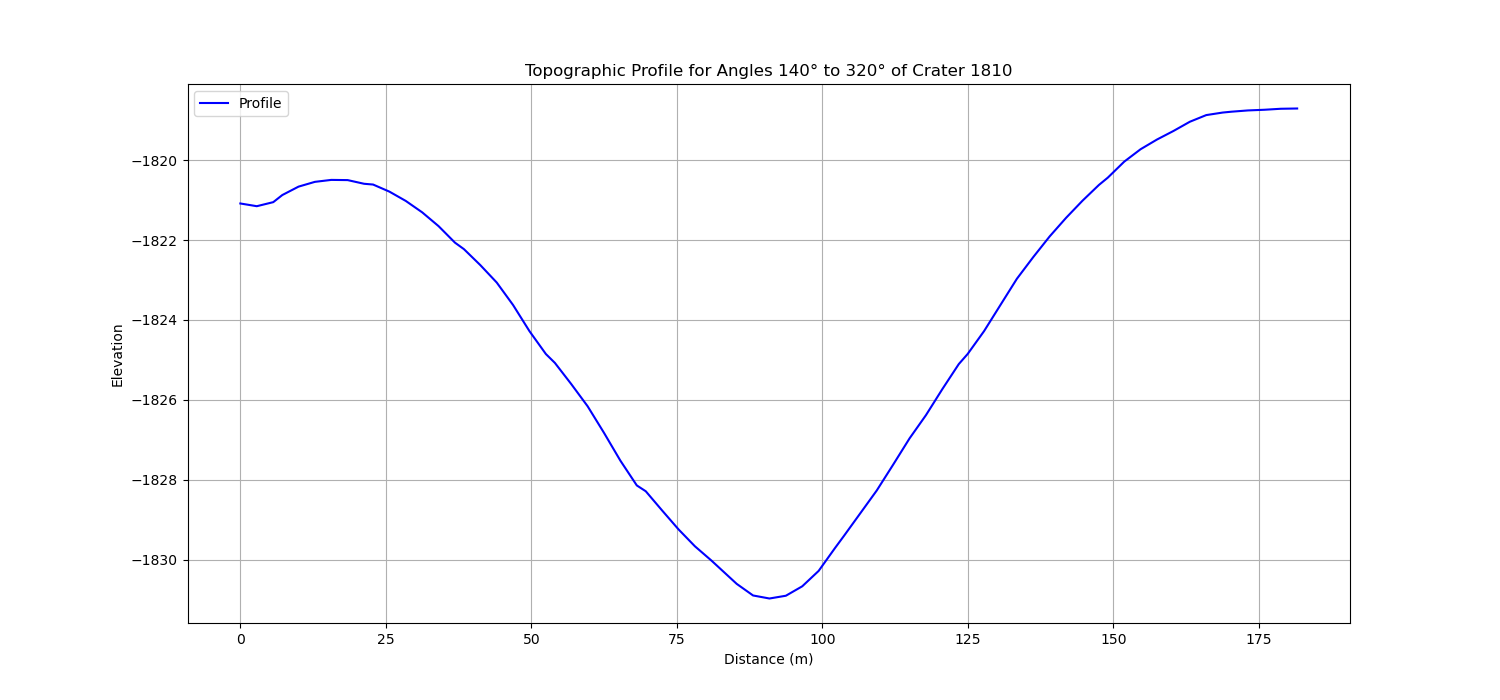 Topographic Profile for Angles 140° to 320° of Crater 1810
Profile
−1820
−1822
−1824
−1826
−1828
−1830
Elevation
0 25 50 75 100 125 150 175
Distance (m)